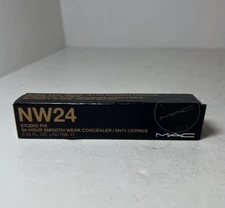 NW24
STUDIO FIX
24-HOUR SMOOTH WEAR CONCEALER/ANTI-CERNES
MAC